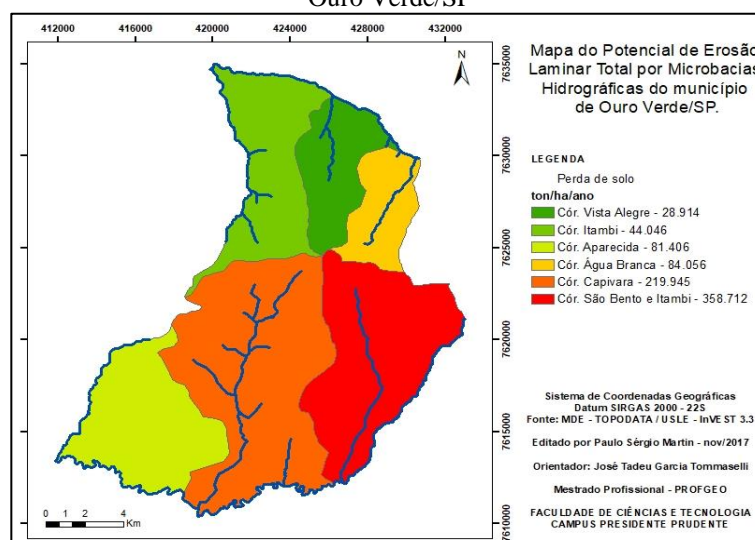 Ouro Verde/SP
412000 416000 420000 424000 428000 432000
N
7635000
7630000
7625000
7620000
7615000
7610000
0 1 2 4
Km
Mapa do Potencial de Erosão
Laminar Total por Microbacias
Hidrográficas do município
de Ouro Verde/SP.
LEGENDA
Perda de solo
ton/ha/ano
Cór. Vista Alegre - 28.914
Cór. Itambi - 44.046
Cór. Aparecida - 81.406
Cór. Água Branca - 84.056
Cór. Capivara - 219.945
Cór. São Bento e Itambi - 358.712
Sistema de Coordenadas Geográficas
Datum SIRGAS 2000 - 22S
Fonte: MDE - TOPODATA / USLE - InVEST 3.3
Editado por Paulo Sérgio Martin - nov/2017
Orientador: José Tadeu Garcia Tommaselli
Mestrado Profissional - PROFGEO
FACULDADE DE CIÊNCIAS E TECNOLOGIA
CAMPUS PRESIDENTE PRUDENTE